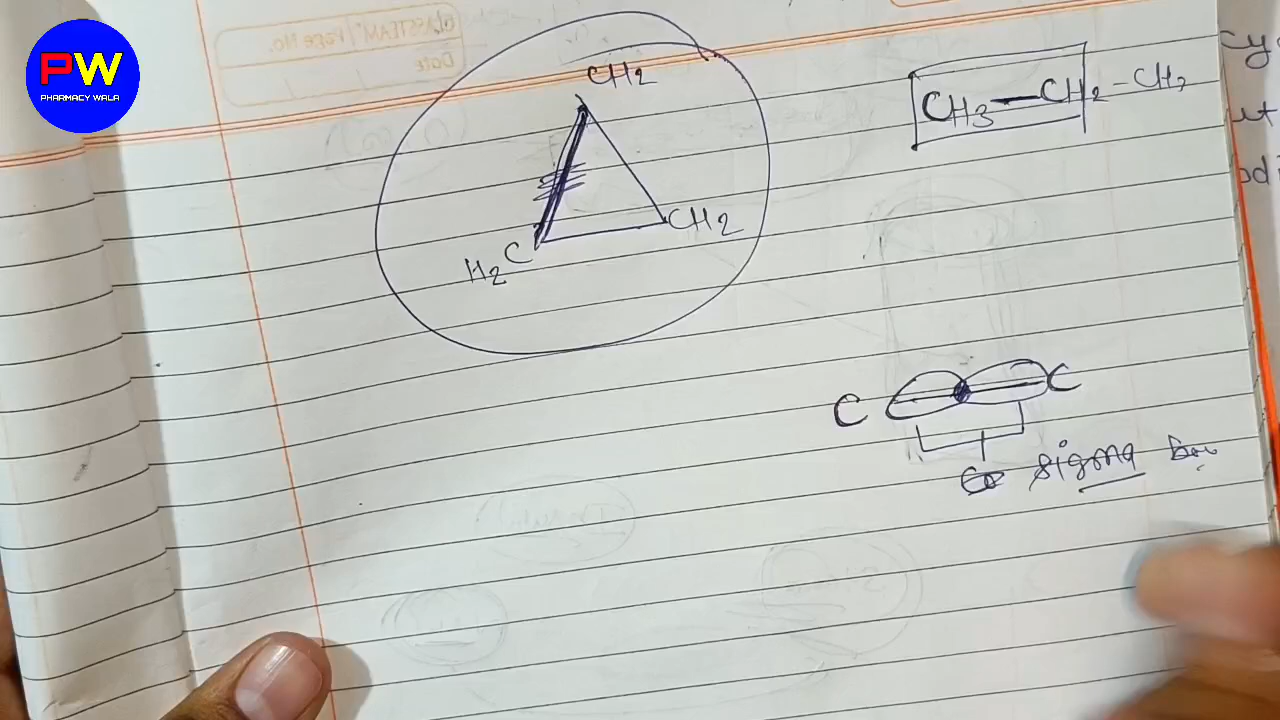 PW
PHARMACY WALA
CLASSTEAM Page No.
Date / /
CH2
CH3-CH2-CH3
CH2
H2C
C C
sigma